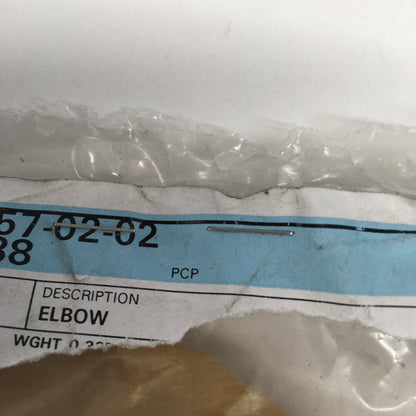 57-02-02
38
PCP
DESCRIPTION
ELBOW
WGHT